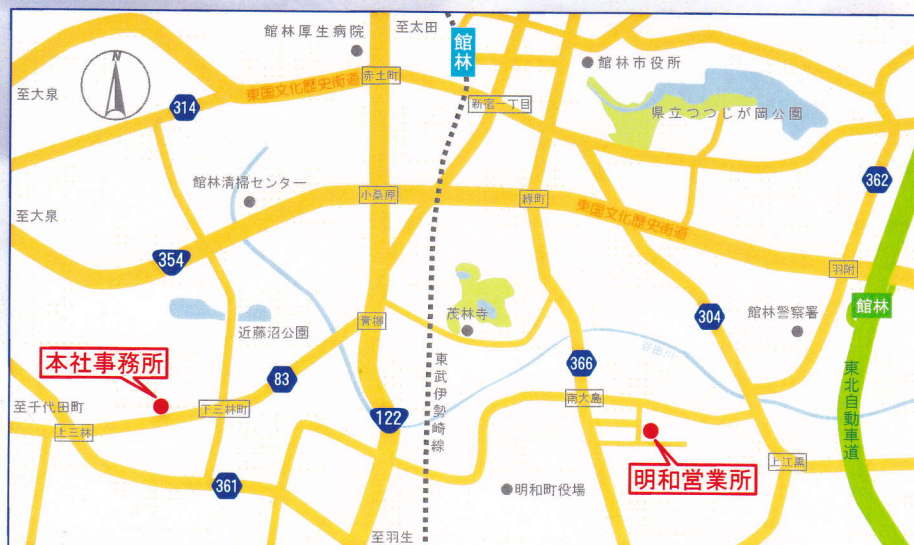 至太田
館林厚生病院
館林
館林市役所
N
赤土町
至大泉
東国文化歴史街道
314
新宿一丁目
県立つつじが岡公園
館林清掃センター
362
小桑原
緑町
至大泉
東国文化歴史街道
354
羽附
館林
近藤沼公園
青柳
茂林寺
304
館林警察署
谷田川
本社事務所
83
東武伊勢崎線
366
東北自動車道
至千代田町
下三林町
122
南大島
上三林
上江黒
361
明和町役場
明和営業所
至羽生